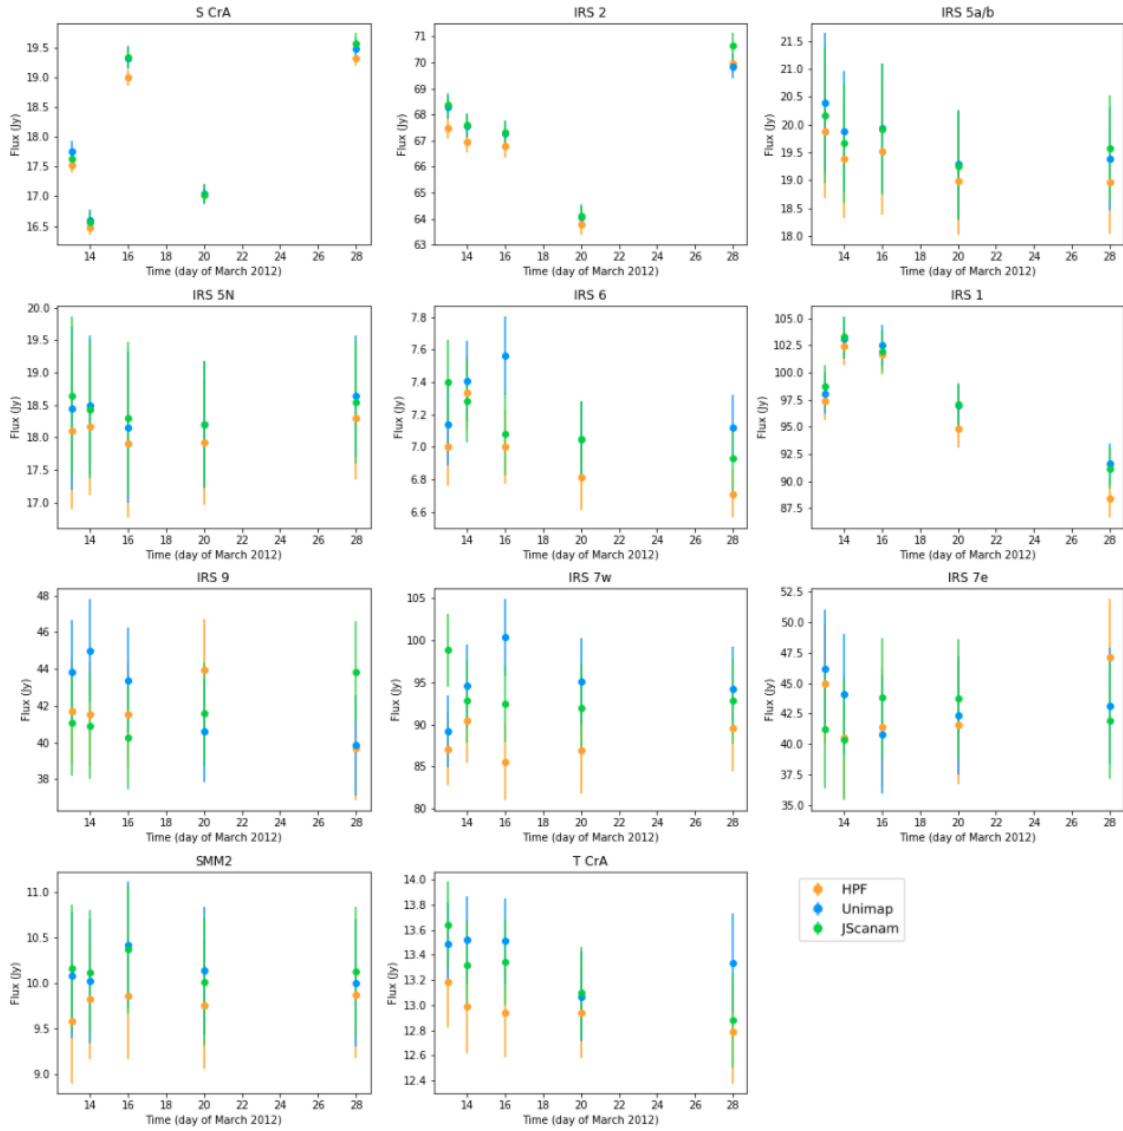 S CrA
19.5
19.0
18.5
18.0
17.5
17.0
16.5
Flux (Jy)
14 16 18 20 22 24 26 28
Time (day of March 2012)
IRS 2
71
70
69
68
67
66
65
64
63
Flux (Jy)
14 16 18 20 22 24 26 28
Time (day of March 2012)
IRS 5a/b
21.5
21.0
20.5
20.0
19.5
19.0
18.5
18.0
Flux (Jy)
14 16 18 20 22 24 26 28
Time (day of March 2012)
IRS 5N
20.0
19.5
19.0
18.5
18.0
17.5
17.0
Flux (Jy)
14 16 18 20 22 24 26 28
Time (day of March 2012)
IRS 6
7.8
7.6
7.4
7.2
7.0
6.8
6.6
Flux (Jy)
14 16 18 20 22 24 26 28
Time (day of March 2012)
IRS 1
105.0
102.5
100.0
97.5
95.0
92.5
90.0
87.5
Flux (Jy)
14 16 18 20 22 24 26 28
Time (day of March 2012)
IRS 9
48
46
44
42
40
38
Flux (Jy)
14 16 18 20 22 24 26 28
Time (day of March 2012)
IRS 7w
105
100
95
90
85
80
Flux (Jy)
14 16 18 20 22 24 26 28
Time (day of March 2012)
IRS 7e
52.5
50.0
47.5
45.0
42.5
40.0
37.5
35.0
Flux (Jy)
14 16 18 20 22 24 26 28
Time (day of March 2012)
SMM2
11.0
10.5
10.0
9.5
9.0
Flux (Jy)
14 16 18 20 22 24 26 28
Time (day of March 2012)
T CrA
14.0
13.8
13.6
13.4
13.2
13.0
12.8
12.6
12.4
Flux (Jy)
14 16 18 20 22 24 26 28
Time (day of March 2012)
HPF
Unimap
JScanam